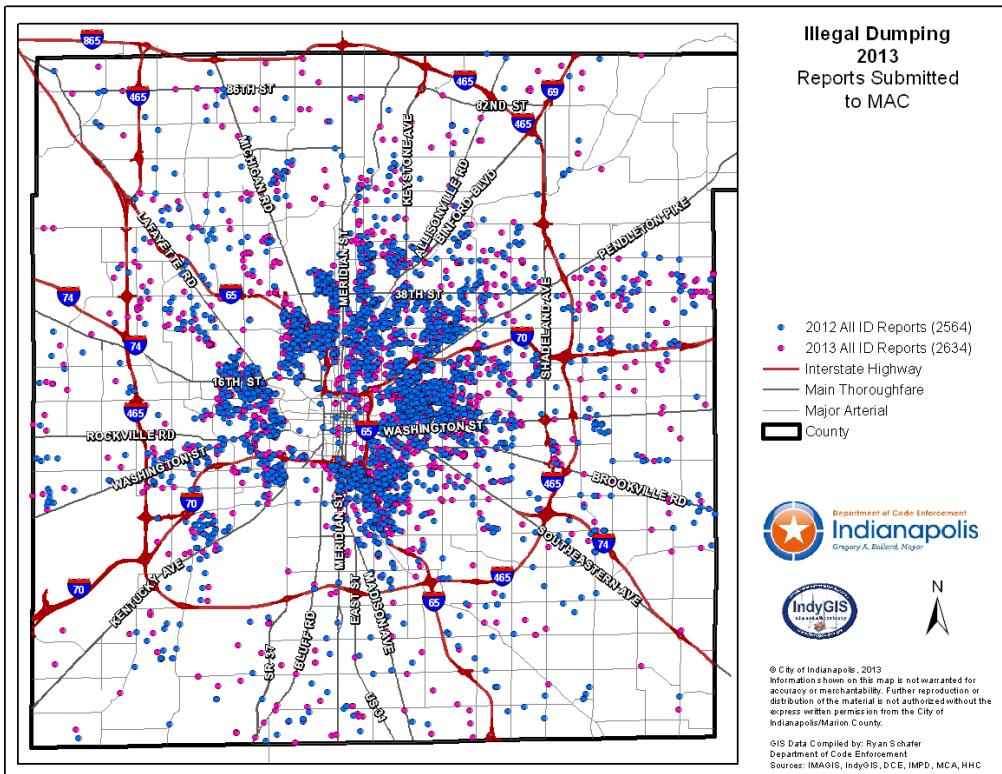 Illegal Dumping
2013
Reports Submitted
to MAC
865
465
86TH ST
465
69
82ND ST
465
MICHIGAN RD
KEYSTONE AVE
ALLISONVILLE RD
BINFORD BLVD
PENDLETON PIKE
LAFAYETTE RD
MERIDIAN ST
74
65
38TH ST
SHADELAND AVE
74
70
16TH ST
465
ROCKVILLE RD
65
WASHINGTON ST
WASHINGTON ST
465
BROOKVILLE RD
70
MERIDIAN ST
74
SOUTHEASTERN AVE
70
KENTUCKY AVE
465
65
EAST ST
MADISON AVE
BLUFF RD
SR 37
US 31
2012 All ID Reports (2564)
2013 All ID Reports (2634)
Interstate Highway
Main Thoroughfare
Major Arterial
County
Department of Code Enforcement
Indianapolis
Gregory A. Ballard, Mayor
IndyGIS
N
© City of Indianapolis, 2013
Information shown on this map is not warranted for
accuracy or merchantability. Further reproduction or
distribution of the material is not authorized without the
express written permission from the City of
Indianapolis/Marion County.
GIS Data Compiled by: Ryan Schafer
Department of Code Enforcement
Sources: IMAGIS, IndyGIS, DCE, IMPD, MCA, HHC